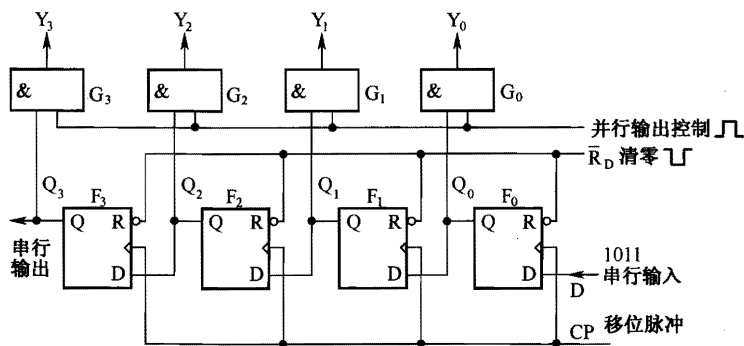 Y3 Y2 Y1 Y0
& G3 & G2 & G1 & G0
并行输出控制
R̅D 清零
Q3 F3 Q2 F2 Q1 F1 Q0 F0
Q R Q R Q R Q R
串行
输出
D D D D
1011
串行输入
D
CP 移位脉冲